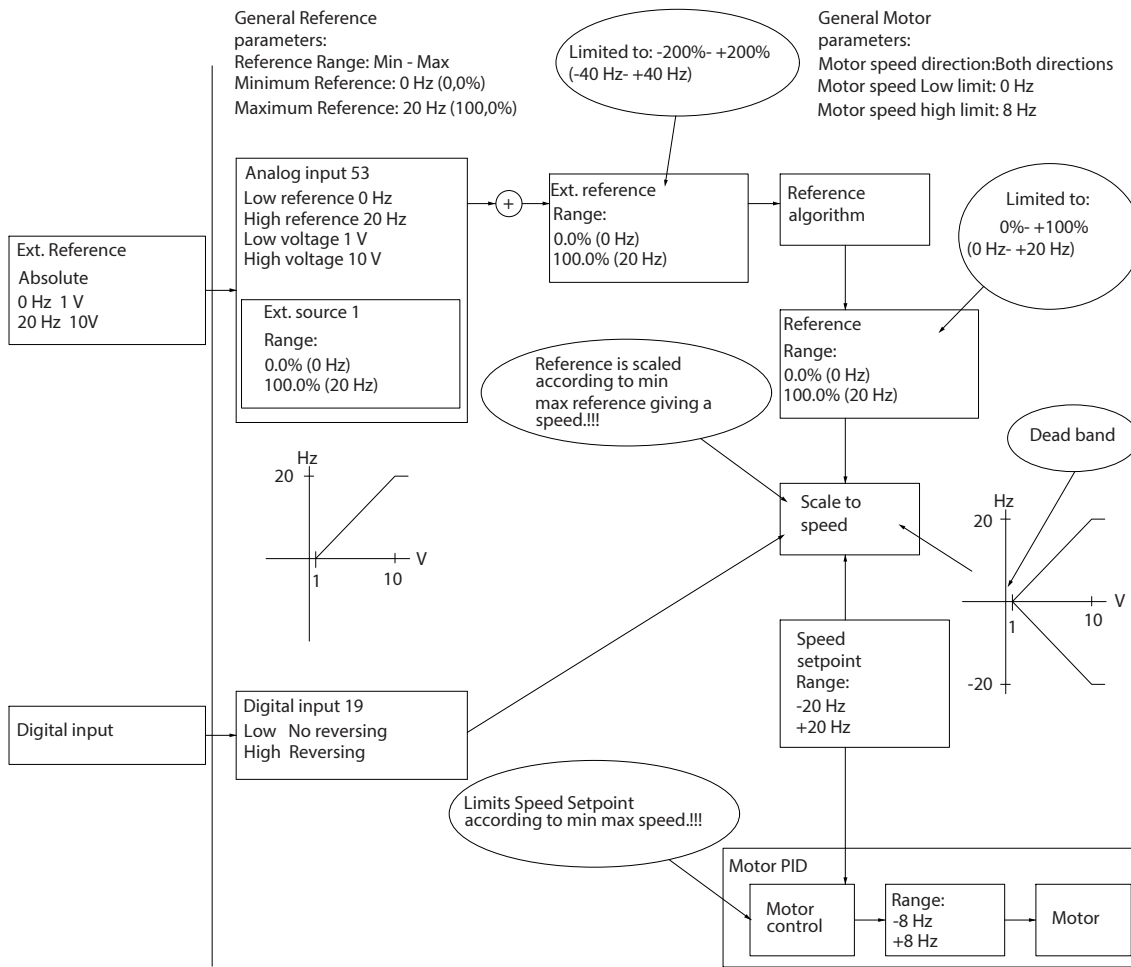 General Reference
parameters:
Reference Range: Min - Max
Minimum Reference: 0 Hz (0,0%)
Maximum Reference: 20 Hz (100,0%)
Limited to: -200%- +200%
(-40 Hz- +40 Hz)
General Motor
parameters:
Motor speed direction:Both directions
Motor speed Low limit: 0 Hz
Motor speed high limit: 8 Hz
Ext. Reference
Absolute
0 Hz 1 V
20 Hz 10V
Analog input 53
Low reference 0 Hz
High reference 20 Hz
Low voltage 1 V
High voltage 10 V
Ext. source 1
Range:
0.0% (0 Hz)
100.0% (20 Hz)
+
Ext. reference
Range:
0.0% (0 Hz)
100.0% (20 Hz)
Reference
algorithm
Limited to:
0%- +100%
(0 Hz- +20 Hz)
Reference
Range:
0.0% (0 Hz)
100.0% (20 Hz)
Reference is scaled
according to min
max reference giving a
speed.!!!
Dead band
Hz
20
V
1
10
Scale to
speed
Hz
20
V
1
10
-20
Speed
setpoint
Range:
-20 Hz
+20 Hz
Digital input
Digital input 19
Low No reversing
High Reversing
Limits Speed Setpoint
according to min max speed.!!!
Motor PID
Motor
control
Range:
-8 Hz
+8 Hz
Motor